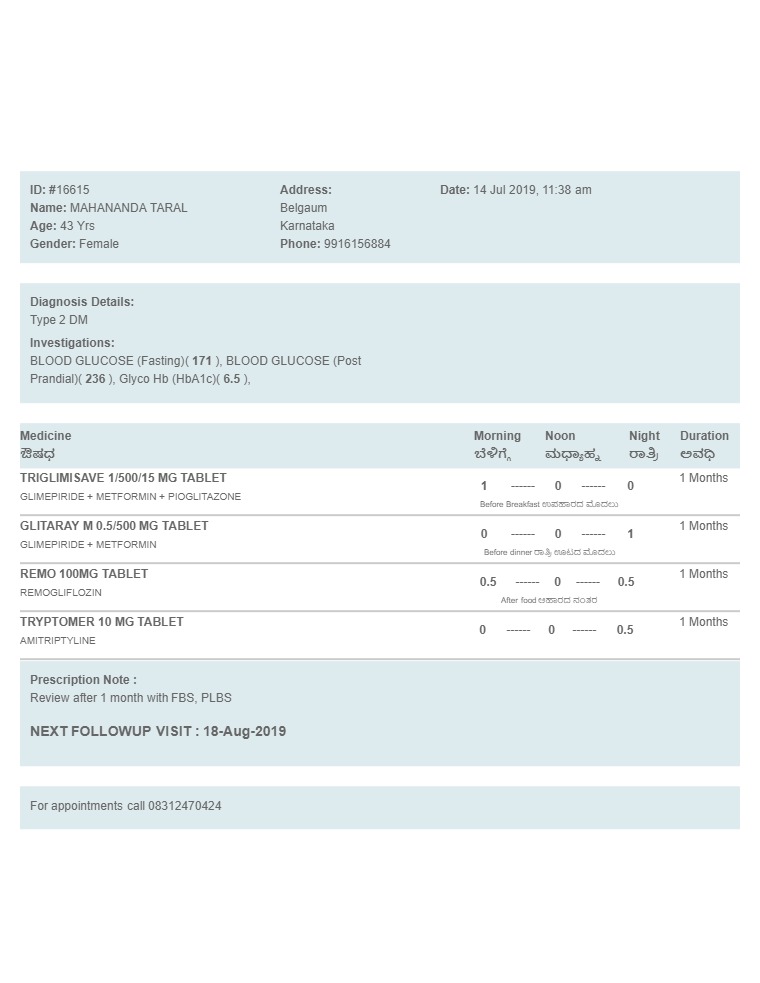 ID: #16615
Name: MAHANANDA TARAL
Age: 43 Yrs
Gender: Female
Address:
Belgaum
Karnataka
Phone: 9916156884
Date: 14 Jul 2019, 11:38 am
Diagnosis Details:
Type 2 DM
Investigations:
BLOOD GLUCOSE (Fasting)( 171 ), BLOOD GLUCOSE (Post
Prandial)( 236 ), Glyco Hb (HbA1c)( 6.5 ),
Medicine Morning Noon Night Duration
ಔಷಧ ಬೆಳಿಗ್ಗೆ ಮಧ್ಯಾಹ್ನ ರಾತ್ರಿ ಅವಧಿ
TRIGLIMISAVE 1/500/15 MG TABLET 1 ------ 0 ------ 0 1 Months
GLIMEPIRIDE + METFORMIN + PIOGLITAZONE
Before Breakfast ಉಪಹಾರದ ಮೊದಲು
GLITARAY M 0.5/500 MG TABLET 0 ------ 0 ------ 1 1 Months
GLIMEPIRIDE + METFORMIN
Before dinner ರಾತ್ರಿ ಊಟದ ಮೊದಲು
REMO 100MG TABLET 0.5 ------ 0 ------ 0.5 1 Months
REMOGLIFLOZIN
After food ಆಹಾರದ ನಂತರ
TRYPTOMER 10 MG TABLET 0 ------ 0 ------ 0.5 1 Months
AMITRIPTYLINE
Prescription Note :
Review after 1 month with FBS, PLBS
NEXT FOLLOWUP VISIT : 18-Aug-2019
For appointments call 08312470424